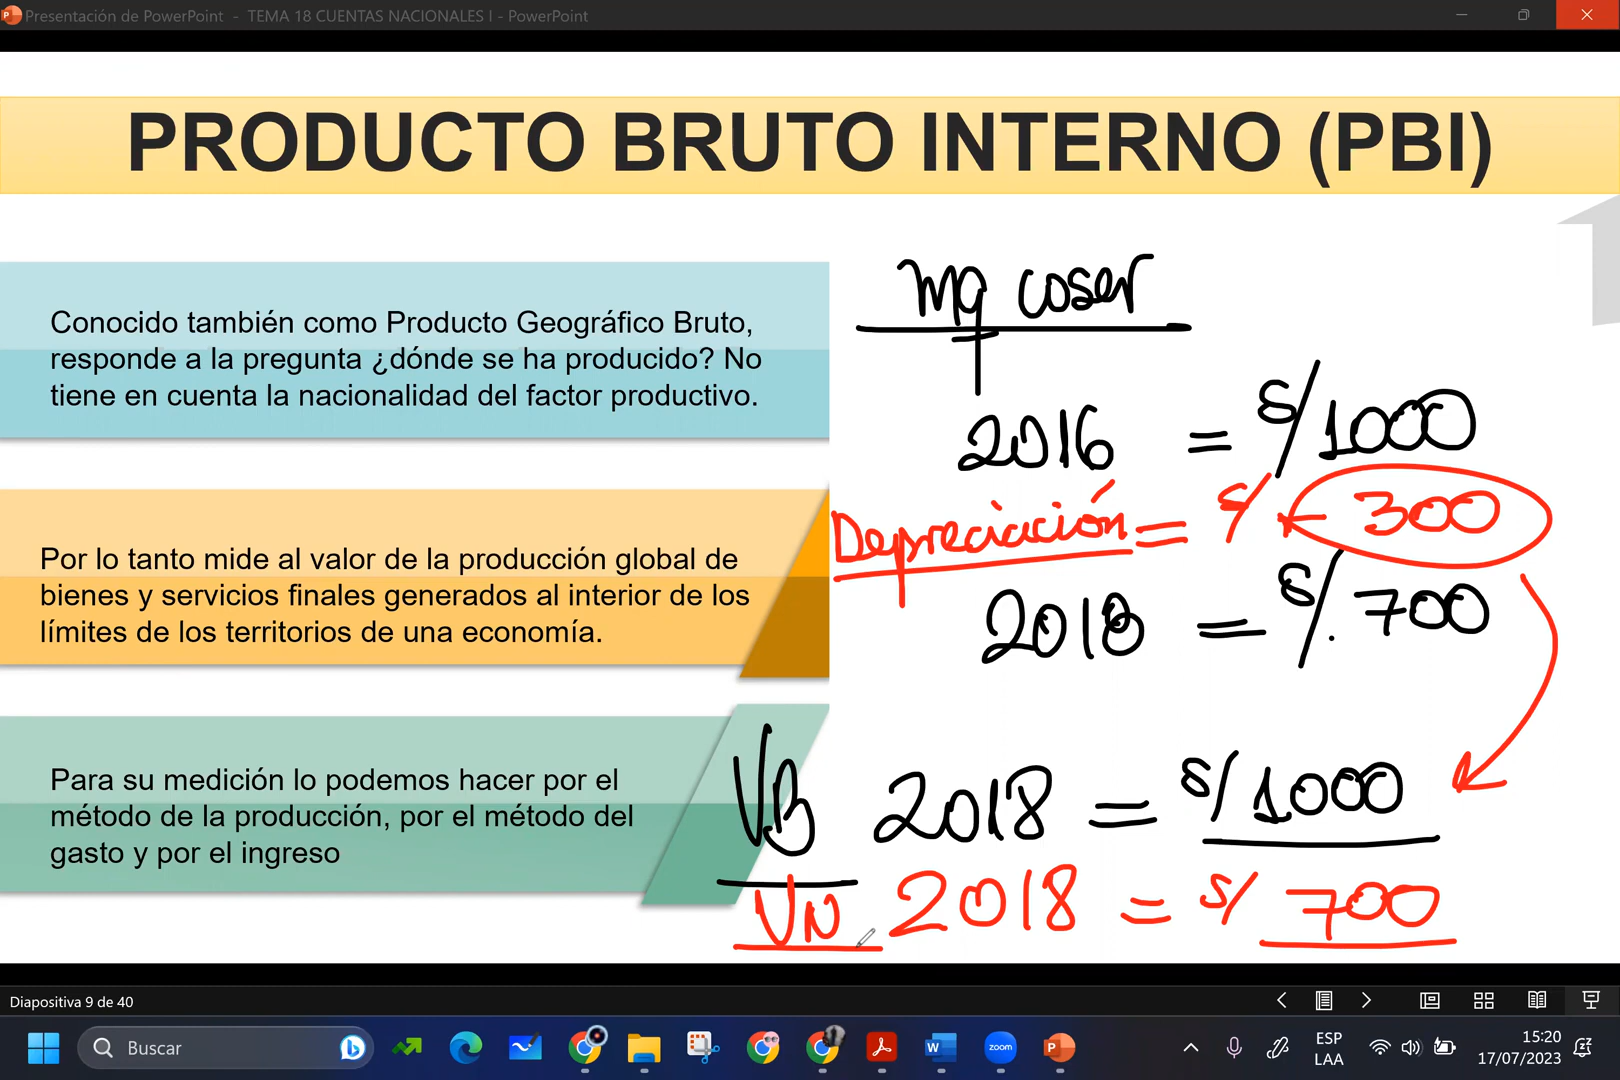 Presentación de PowerPoint - TEMA 18 CUENTAS NACIONALES I - PowerPoint
PRODUCTO BRUTO INTERNO (PBI)
Conocido también como Producto Geográfico Bruto,
responde a la pregunta ¿dónde se ha producido? No
tiene en cuenta la nacionalidad del factor productivo.
Por lo tanto mide al valor de la producción global de
bienes y servicios finales generados al interior de los
límites de los territorios de una economía.
Para su medición lo podemos hacer por el
método de la producción, por el método del
gasto y por el ingreso
mq coser
2016 = S/1000
Depreciación = S/ 300
2018 = S/. 700
VB 2018 = S/1000
VN 2018 = S/ 700
Diapositiva 9 de 40
Buscar
zoom
ESP
LAA
15:20
17/07/2023